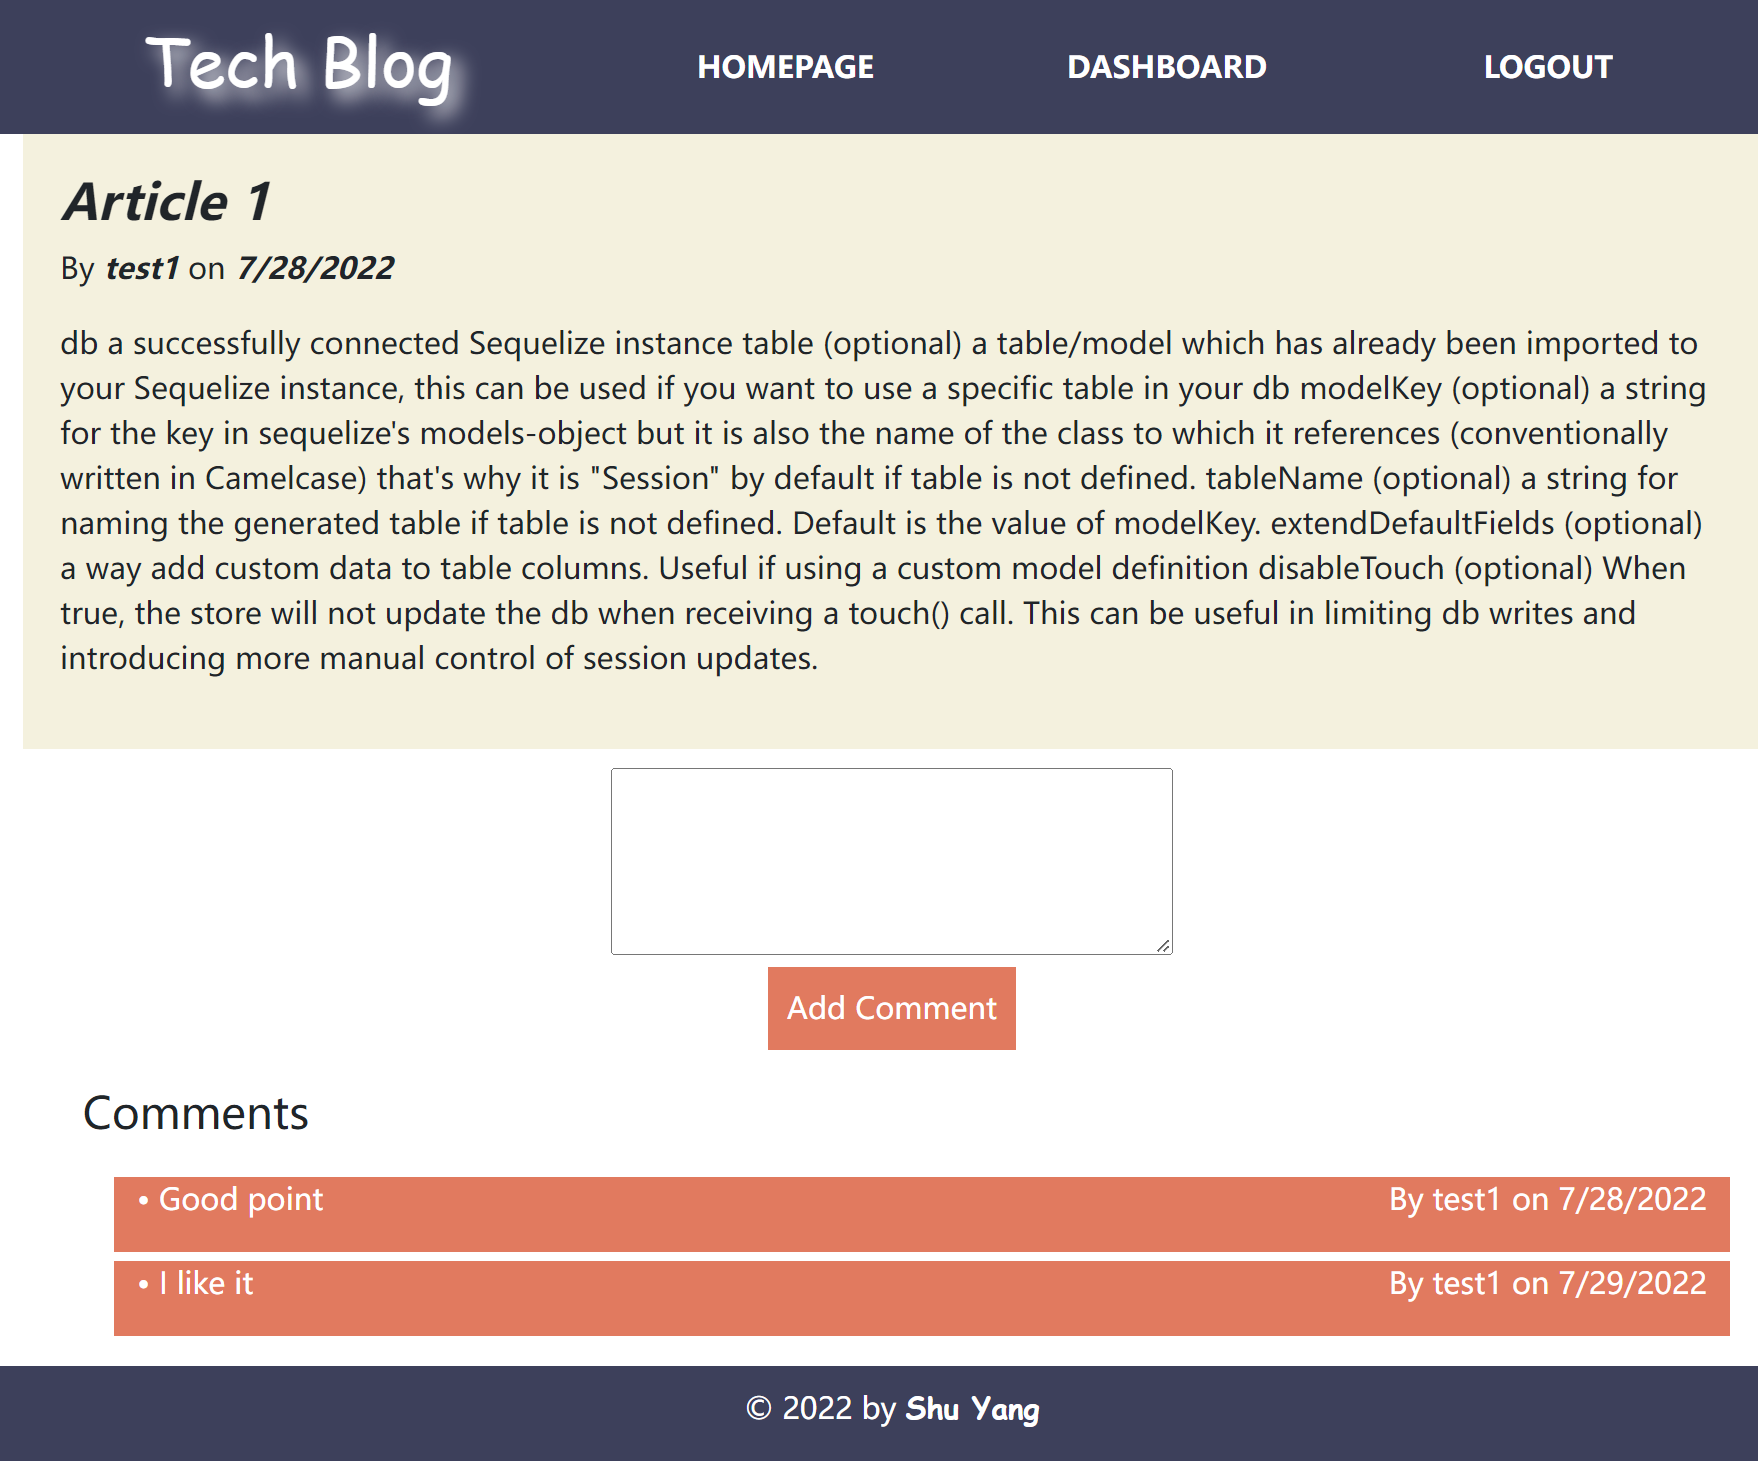 Tech Blog
HOMEPAGE
DASHBOARD
LOGOUT
Article 1
By test1 on 7/28/2022
db a successfully connected Sequelize instance table (optional) a table/model which has already been imported to
your Sequelize instance, this can be used if you want to use a specific table in your db modelKey (optional) a string
for the key in sequelize's models-object but it is also the name of the class to which it references (conventionally
written in Camelcase) that's why it is "Session" by default if table is not defined. tableName (optional) a string for
naming the generated table if table is not defined. Default is the value of modelKey. extendDefaultFields (optional)
a way add custom data to table columns. Useful if using a custom model definition disableTouch (optional) When
true, the store will not update the db when receiving a touch() call. This can be useful in limiting db writes and
introducing more manual control of session updates.
Add Comment
Comments
• Good point By test1 on 7/28/2022
• I like it By test1 on 7/29/2022
© 2022 by Shu Yang